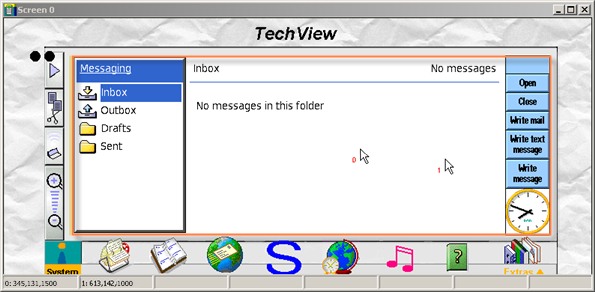 Screen 0
TechView
Messaging
Inbox
Outbox
Drafts
Sent
Inbox
No messages
No messages in this folder
0
1
Open
Close
Write mail
Write text
message
Write
message
System
S
?
Extras
0: 345,131,1500
1: 613,142,1000